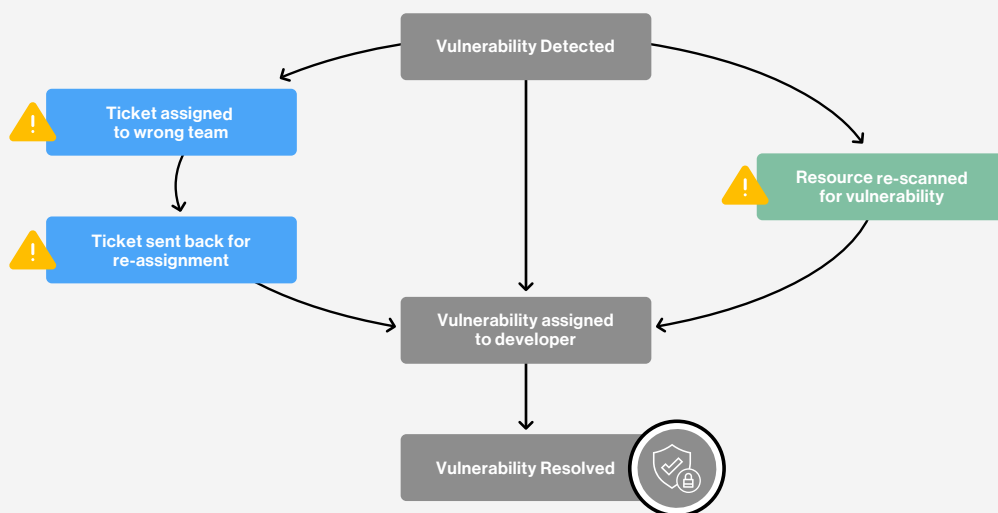 Vulnerability Detected
Ticket assigned
to wrong team
Resource re-scanned
for vulnerability
Ticket sent back for
re-assignment
Vulnerability assigned
to developer
Vulnerability Resolved